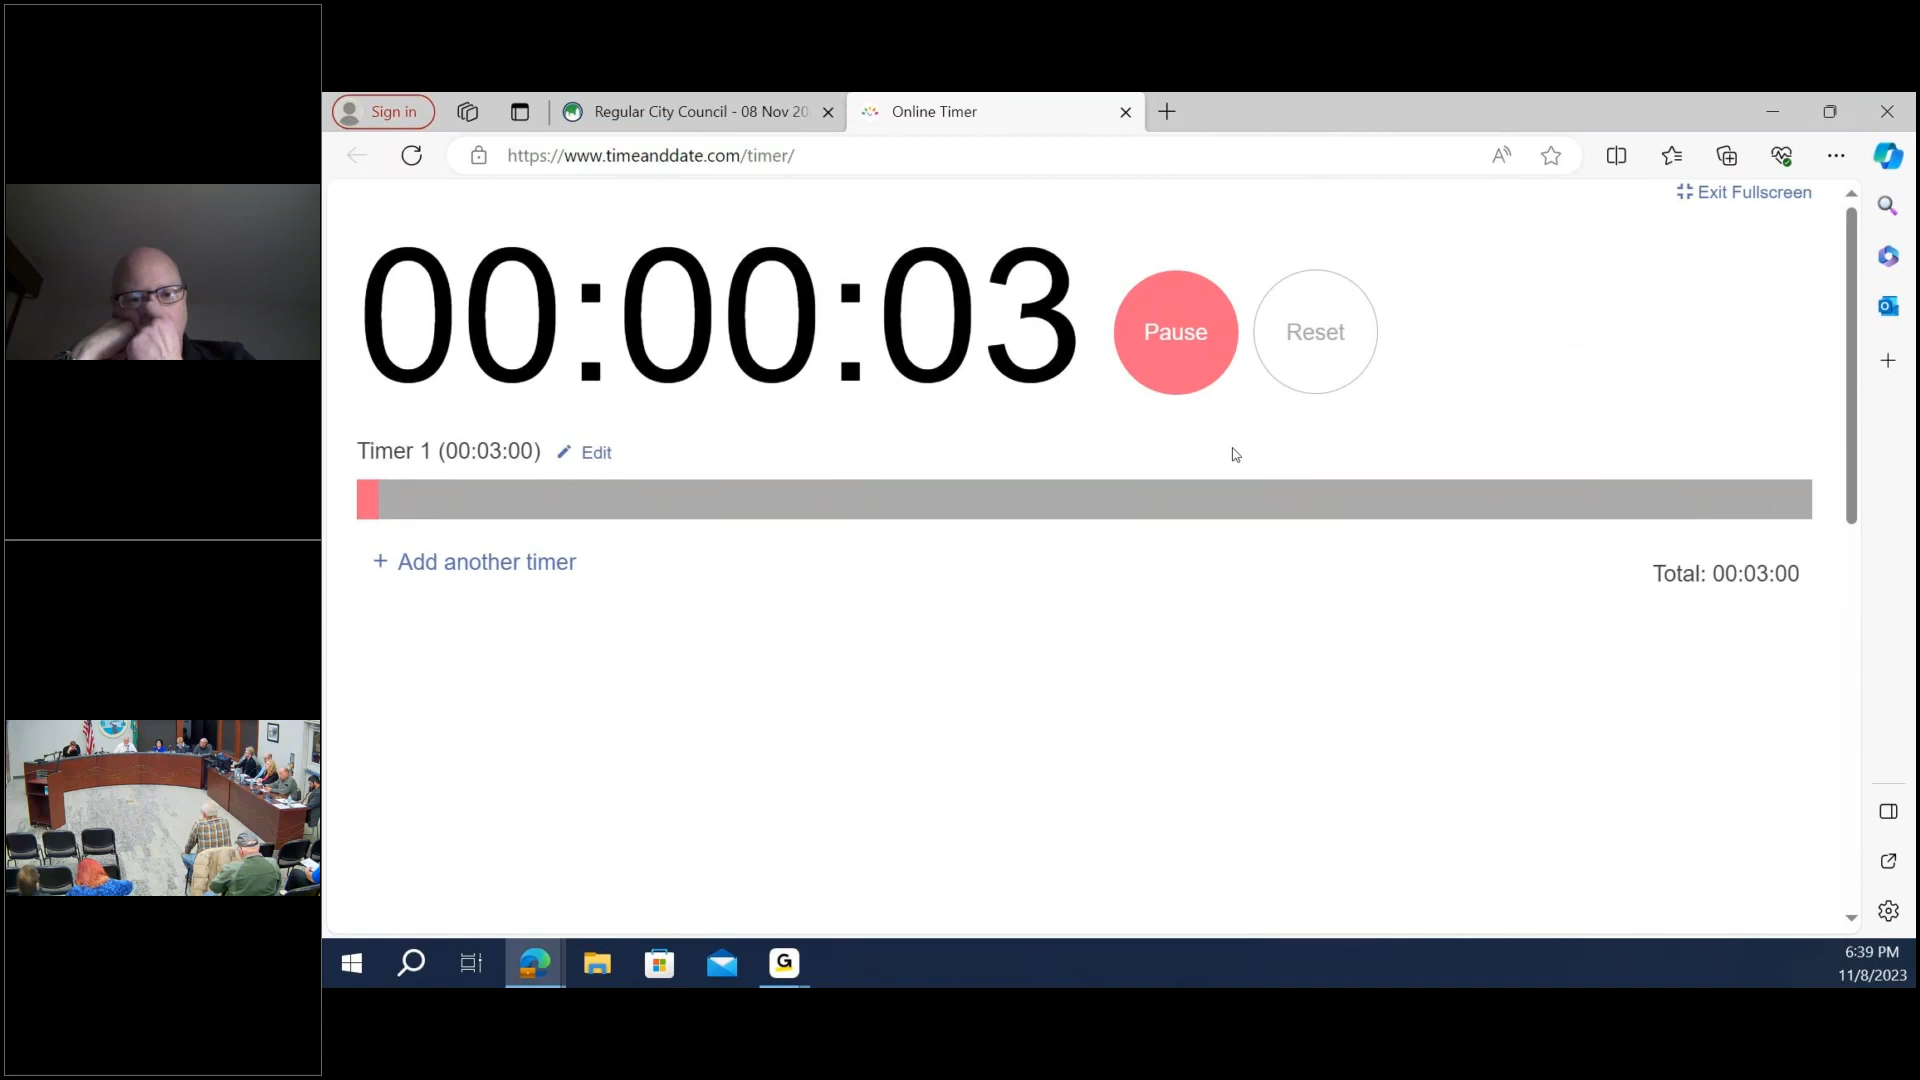 Sign in
Regular City Council - 08 Nov 20
Online Timer
https://www.timeanddate.com/timer/
Exit Fullscreen
00:00:03
Pause
Reset
Timer 1 (00:03:00)
Edit
+ Add another timer
Total: 00:03:00
G
6:39 PM
11/8/2023